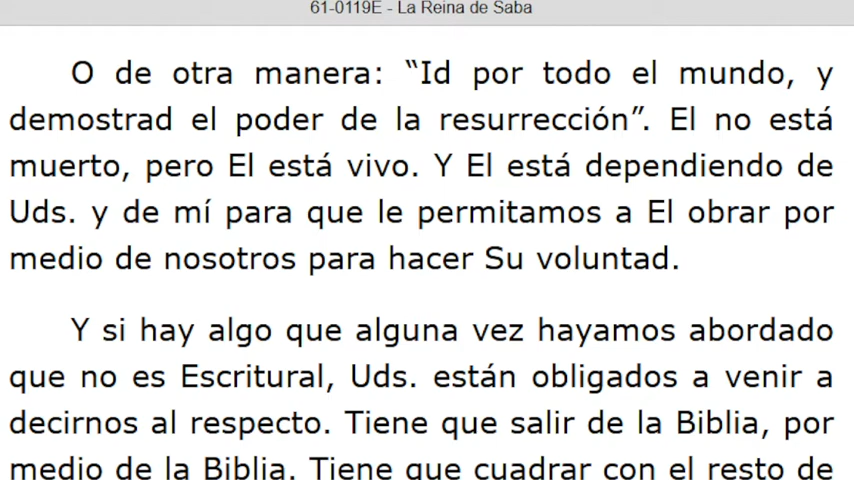 61-0119E - La Reina de Saba
O de otra manera: “Id por todo el mundo, y
demostrad el poder de la resurrección”. El no está
muerto, pero El está vivo. Y El está dependiendo de
Uds. y de mí para que le permitamos a El obrar por
medio de nosotros para hacer Su voluntad.
Y si hay algo que alguna vez hayamos abordado
que no es Escritural, Uds. están obligados a venir a
decirnos al respecto. Tiene que salir de la Biblia, por
medio de la Biblia. Tiene que cuadrar con el resto de